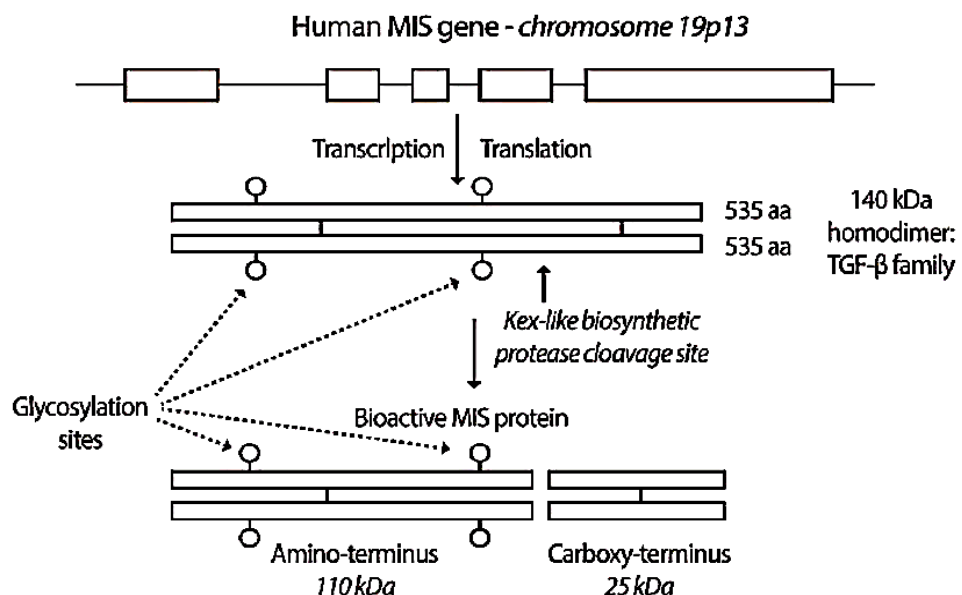 Human MIS gene - chromosome 19p13
Transcription Translation
535 aa
535 aa
140 kDa
homodimer:
TGF-β family
Kex-like biosynthetic
protease cleavage site
Glycosylation
sites
Bioactive MIS protein
Amino-terminus
110 kDa
Carboxy-terminus
25 kDa